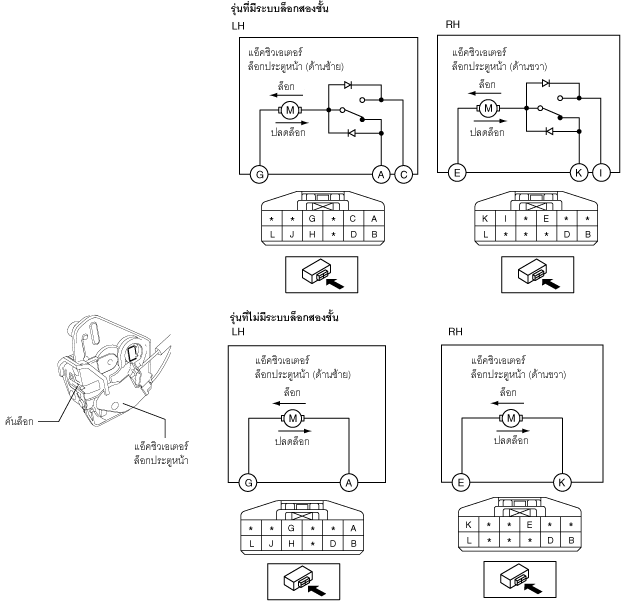 รุ่นที่มีระบบล็อกสองชั้น
LH
แอ็คชิวเอเตอร์
ล็อกประตูหน้า (ด้านซ้าย)
ล็อก
M
ปลดล็อก
G A C
* * G * C A
L J H * D B
RH
แอ็คชิวเอเตอร์
ล็อกประตูหน้า (ด้านขวา)
ล็อก
M
ปลดล็อก
E K I
K I * E * *
L * * * D B
คันล็อก
แอ็คชิวเอเตอร์
ล็อกประตูหน้า
รุ่นที่ไม่มีระบบล็อกสองชั้น
LH
แอ็คชิวเอเตอร์
ล็อกประตูหน้า (ด้านซ้าย)
ล็อก
M
ปลดล็อก
G A
* * G * * A
L J H * D B
RH
แอ็คชิวเอเตอร์
ล็อกประตูหน้า (ด้านขวา)
ล็อก
M
ปลดล็อก
E K
K * * E * *
L * * * D B